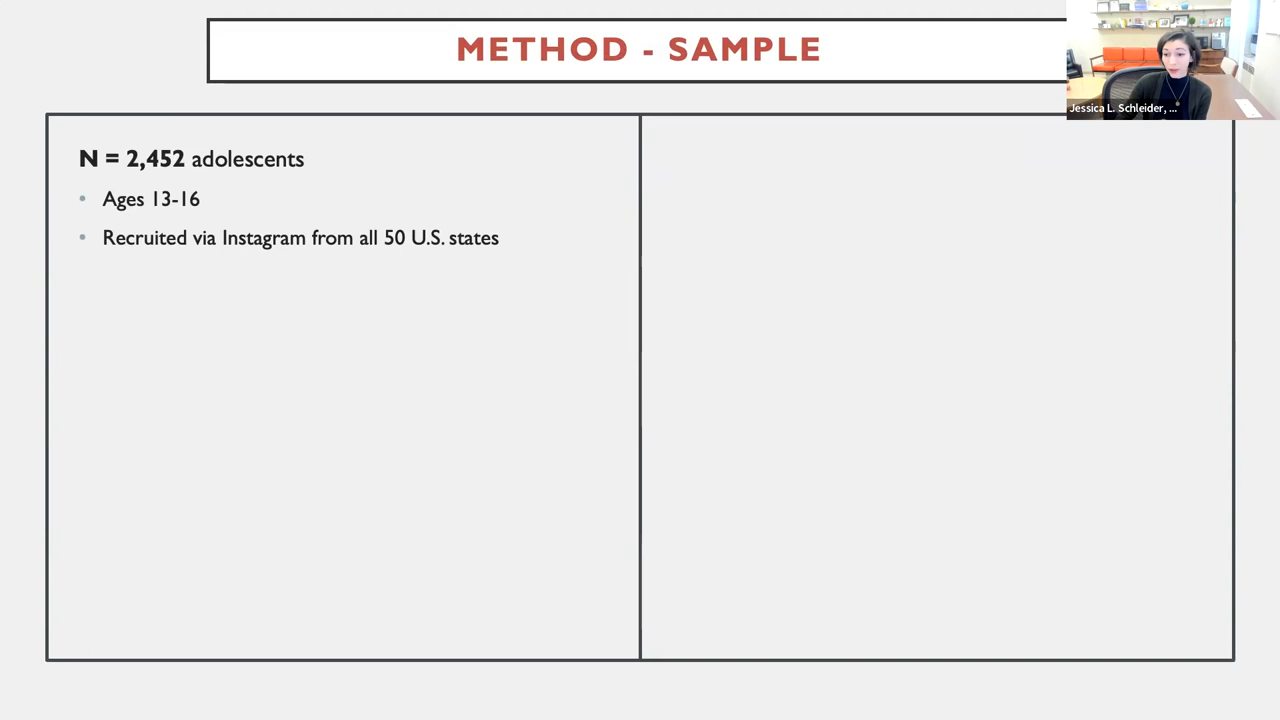 METHOD - SAMPLE
Jessica L. Schleider, ...
N = 2,452 adolescents
• Ages 13-16
• Recruited via Instagram from all 50 U.S. states